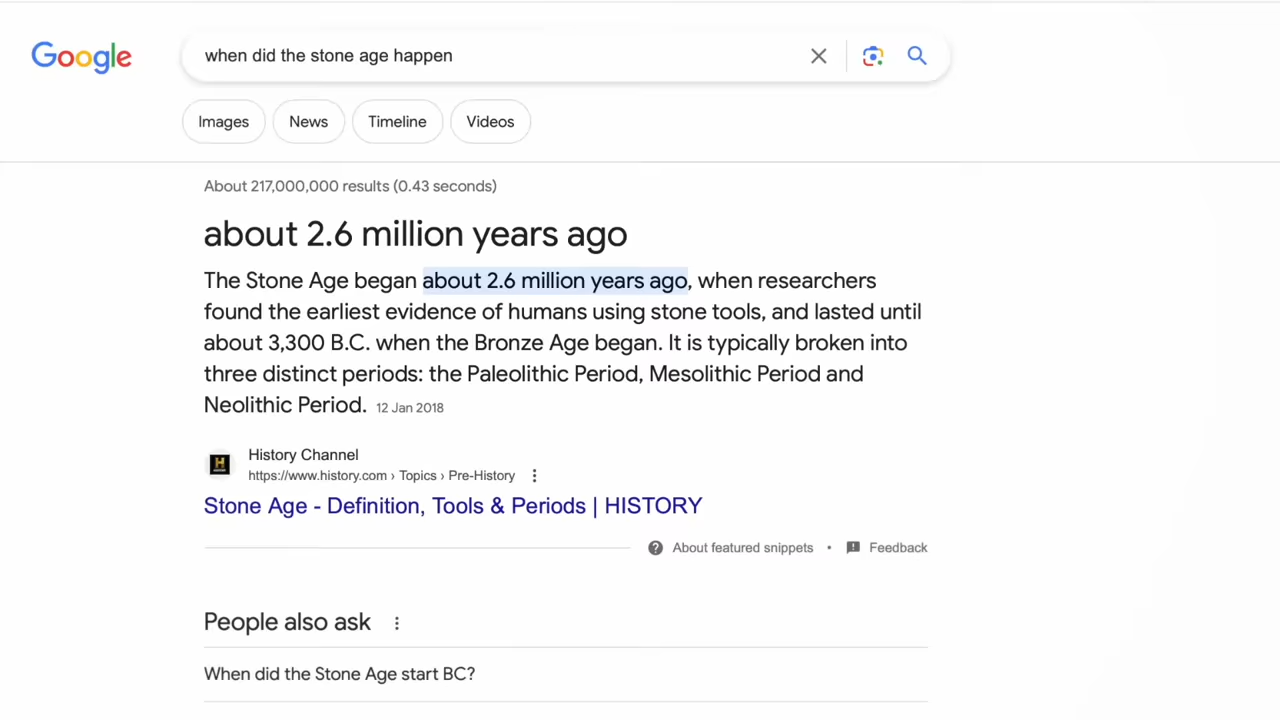 Google
when did the stone age happen
Images News Timeline Videos
About 217,000,000 results (0.43 seconds)
about 2.6 million years ago
The Stone Age began about 2.6 million years ago, when researchers
found the earliest evidence of humans using stone tools, and lasted until
about 3,300 B.C. when the Bronze Age began. It is typically broken into
three distinct periods: the Paleolithic Period, Mesolithic Period and
Neolithic Period. 12 Jan 2018
H
History Channel
https://www.history.com › Topics › Pre-History
Stone Age - Definition, Tools & Periods | HISTORY
About featured snippets • Feedback
People also ask
When did the Stone Age start BC?